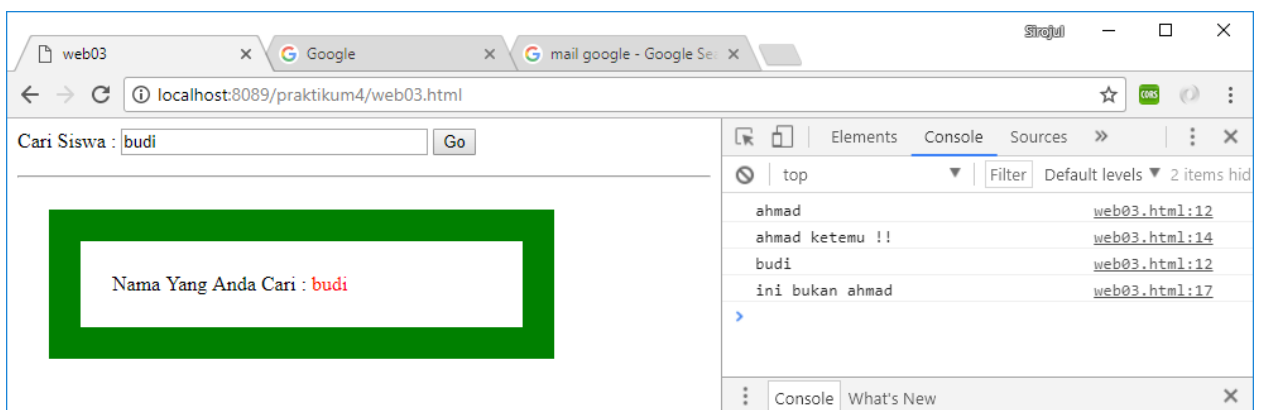 Sirojul
web03 Google mail google - Google Sea
localhost:8089/praktikum4/web03.html CORS
Cari Siswa : budi Go
Nama Yang Anda Cari : budi
Elements Console Sources »
top Filter Default levels 2 items hid
ahmad web03.html:12
ahmad ketemu !! web03.html:14
budi web03.html:12
ini bukan ahmad web03.html:17
>
Console What's New